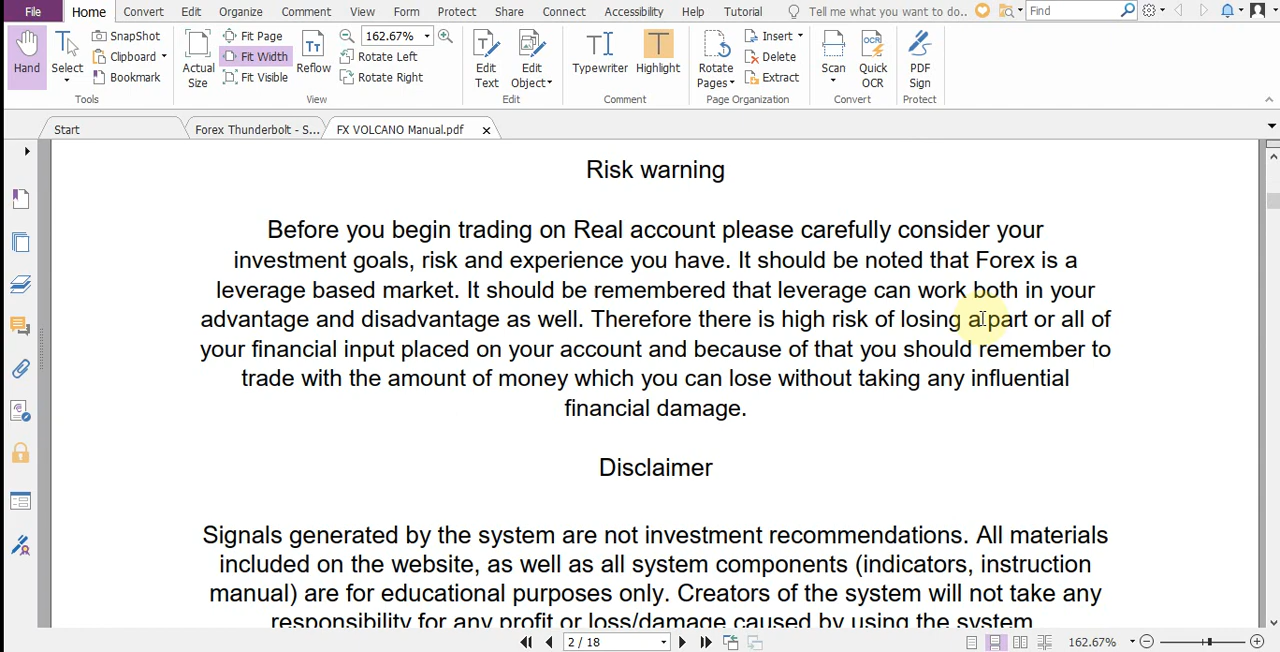 File Home Convert Edit Organize Comment View Form Protect Share Connect Accessibility Help Tutorial Tell me what you want to do.. Find
Hand
Select
SnapShot
Clipboard
Bookmark
Tools
Actual Size
Fit Page
Fit Width
Fit Visible
Reflow
162.67%
Rotate Left
Rotate Right
View
Edit Text
Edit Object
Edit
Typewriter
Highlight
Comment
Rotate Pages
Insert
Delete
Extract
Page Organization
Scan
OCR
Quick OCR
Convert
PDF Sign
Protect
Start Forex Thunderbolt - S... FX VOLCANO Manual.pdf
Risk warning
Before you begin trading on Real account please carefully consider your
investment goals, risk and experience you have. It should be noted that Forex is a
leverage based market. It should be remembered that leverage can work both in your
advantage and disadvantage as well. Therefore there is high risk of losing a part or all of
your financial input placed on your account and because of that you should remember to
trade with the amount of money which you can lose without taking any influential
financial damage.
Disclaimer
Signals generated by the system are not investment recommendations. All materials
included on the website, as well as all system components (indicators, instruction
manual) are for educational purposes only. Creators of the system will not take any
responsibility for any profit or loss/damage caused by using the system
2 / 18 162.67%